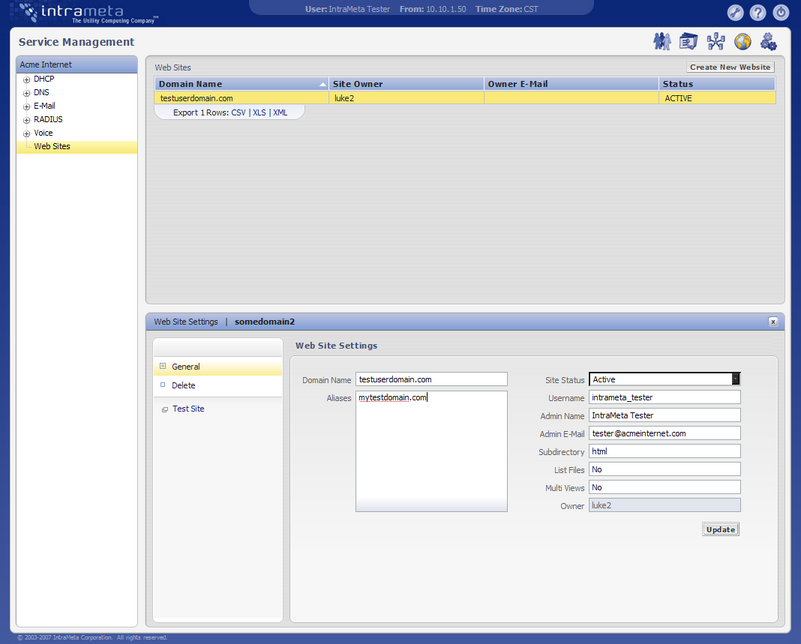 intrameta
The Utility Computing Company™
User: IntraMeta Tester From: 10.10.1.50 Time Zone: CST
Service Management
Acme Internet
DHCP
DNS
E-Mail
RADIUS
Voice
Web Sites
Web Sites
Create New Website
Domain Name Site Owner Owner E-Mail Status
testuserdomain.com luke2 ACTIVE
Export 1 Rows: CSV | XLS | XML
Web Site Settings | somedomain2
x
General
Delete
Test Site
Web Site Settings
Domain Name testuserdomain.com
Aliases mytestdomain.com
Site Status Active
Username intrameta_tester
Admin Name IntraMeta Tester
Admin E-Mail tester@acmeinternet.com
Subdirectory html
List Files No
Multi Views No
Owner luke2
Update
© 2003-2007 IntraMeta Corporation. All rights reserved.